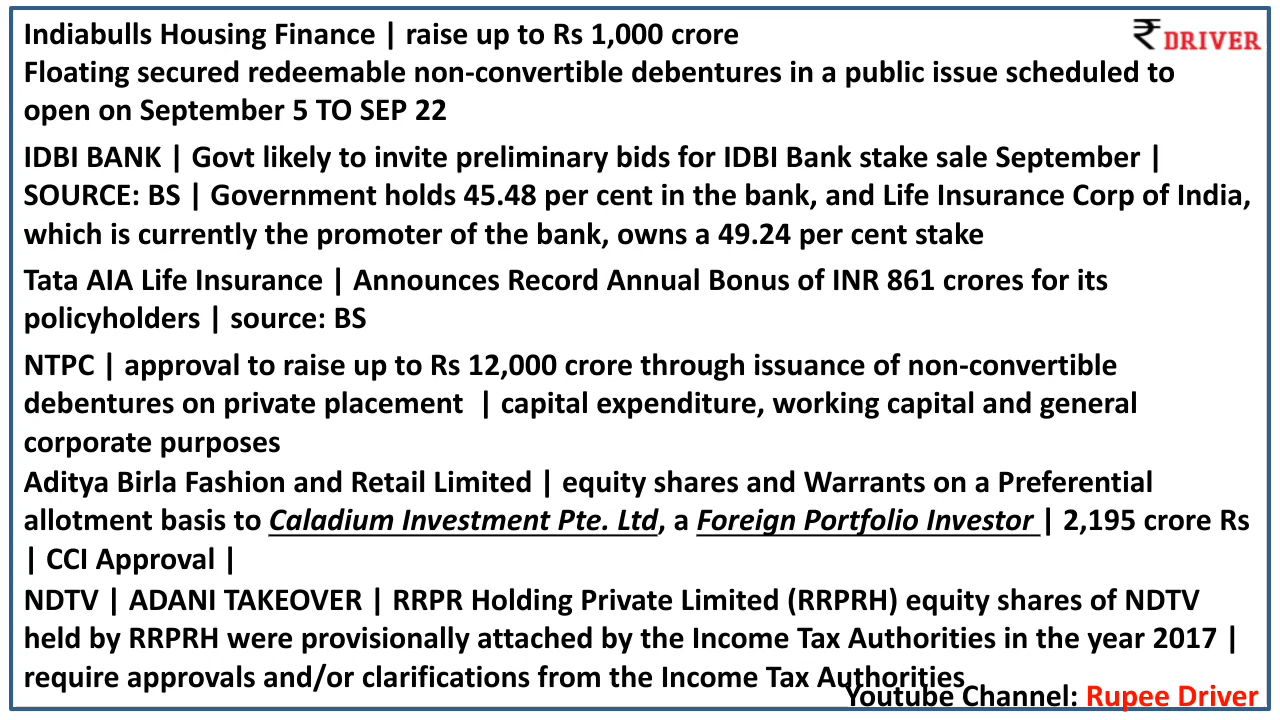 Indiabulls Housing Finance | raise up to Rs 1,000 crore
₹ DRIVER
Floating secured redeemable non-convertible debentures in a public issue scheduled to
open on September 5 TO SEP 22
IDBI BANK | Govt likely to invite preliminary bids for IDBI Bank stake sale September |
SOURCE: BS | Government holds 45.48 per cent in the bank, and Life Insurance Corp of India,
which is currently the promoter of the bank, owns a 49.24 per cent stake
Tata AIA Life Insurance | Announces Record Annual Bonus of INR 861 crores for its
policyholders | source: BS
NTPC | approval to raise up to Rs 12,000 crore through issuance of non-convertible
debentures on private placement | capital expenditure, working capital and general
corporate purposes
Aditya Birla Fashion and Retail Limited | equity shares and Warrants on a Preferential
allotment basis to Caladium Investment Pte. Ltd, a Foreign Portfolio Investor | 2,195 crore Rs
| CCI Approval |
NDTV | ADANI TAKEOVER | RRPR Holding Private Limited (RRPRH) equity shares of NDTV
held by RRPRH were provisionally attached by the Income Tax Authorities in the year 2017 |
require approvals and/or clarifications from the Income Tax Authorities
Youtube Channel: Rupee Driver